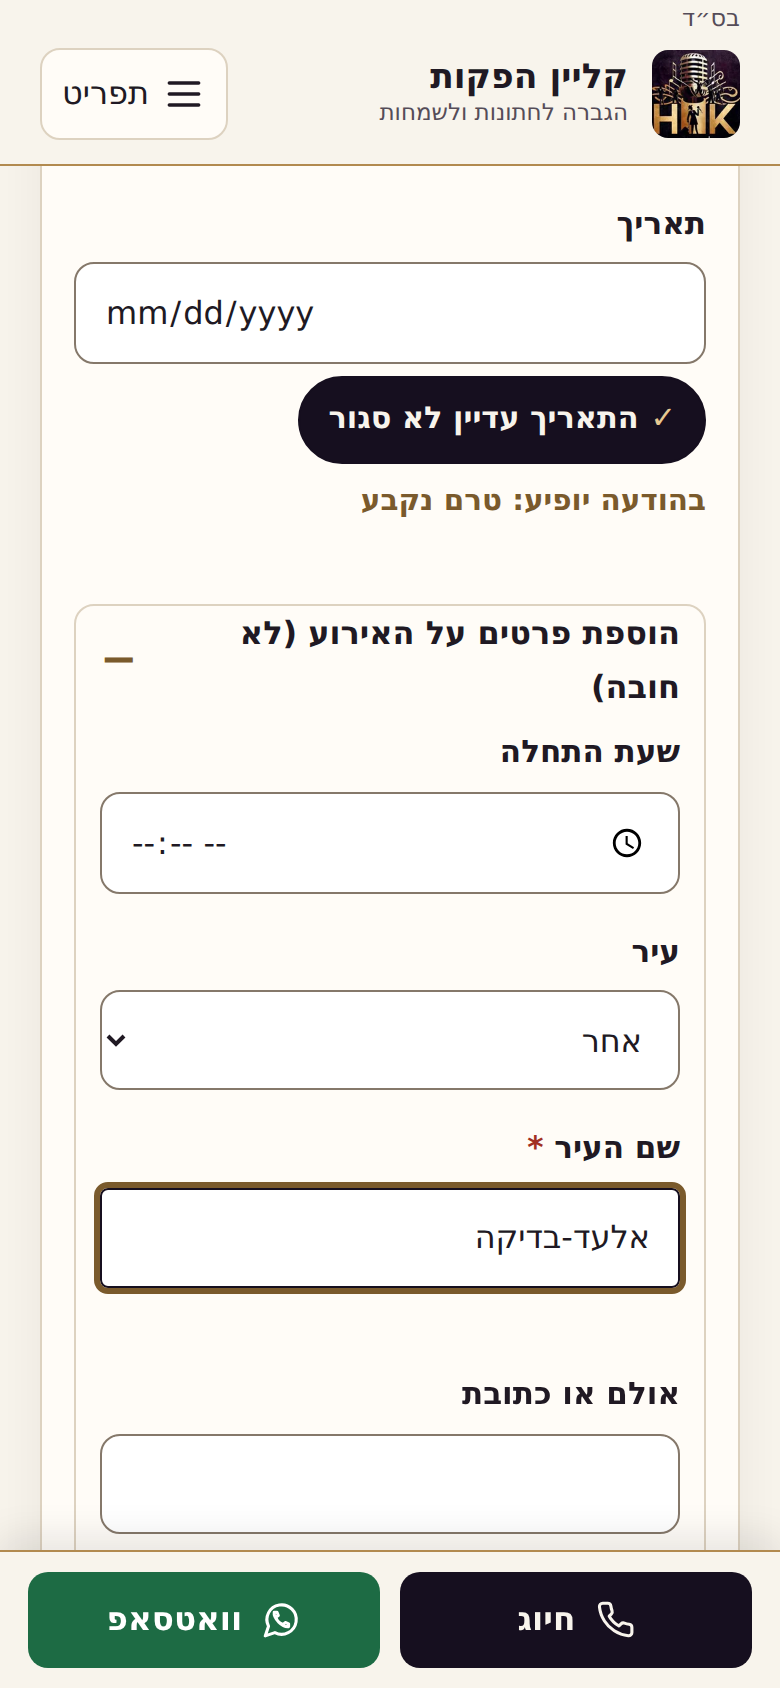 בס״ד
קליין הפקות
הגברה לחתונות ולשמחות
תפריט
HNK
תאריך
mm/dd/yyyy
✓ התאריך עדיין לא סגור
בהודעה יופיע: טרם נקבע
הוספת פרטים על האירוע (לא
חובה)
שעת התחלה
--:-- --
עיר
אחר
שם העיר *
אלעד-בדיקה
אולם או כתובת
חיוג
וואטסאפ